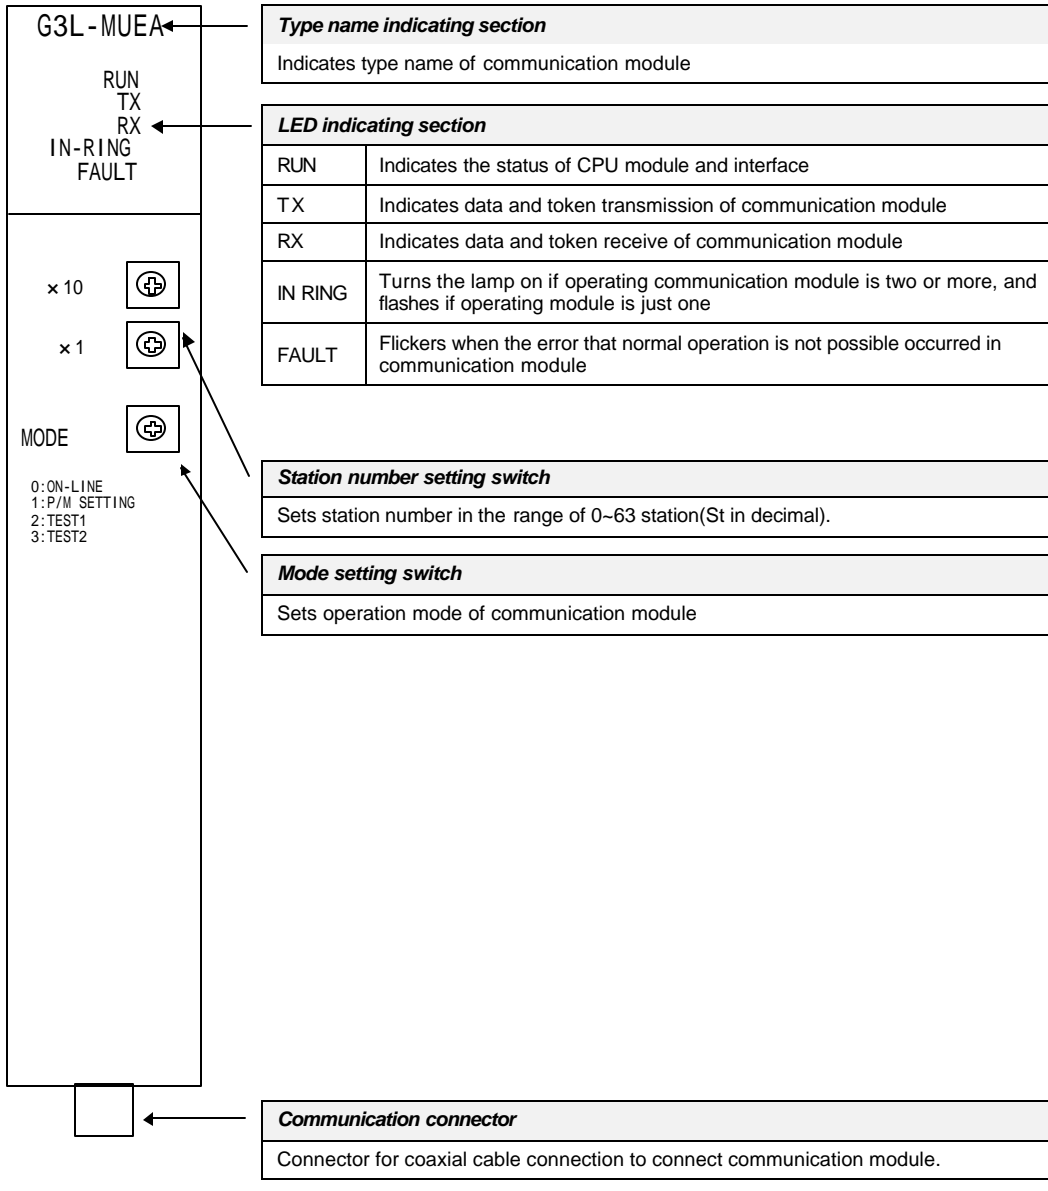 G3L-MUEA
RUN
TX
RX
IN-RING
FAULT
×10
×1
MODE
0:ON-LINE
1:P/M SETTING
2:TEST1
3:TEST2
Type name indicating section
Indicates type name of communication module
LED indicating section
RUN Indicates the status of CPU module and interface
TX Indicates data and token transmission of communication module
RX Indicates data and token receive of communication module
IN RING Turns the lamp on if operating communication module is two or more, and
flashes if operating module is just one
FAULT Flickers when the error that normal operation is not possible occurred in
communication module
Station number setting switch
Sets station number in the range of 0~63 station(St in decimal).
Mode setting switch
Sets operation mode of communication module
Communication connector
Connector for coaxial cable connection to connect communication module.